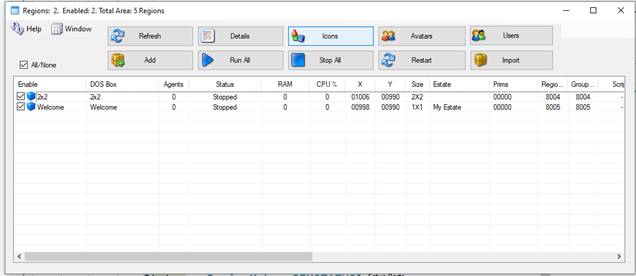 Regions: 2. Enabled: 2. Total Area: 5 Regions
Help Window
Refresh Details Icons Avatars Users
All/None
Add Run All Stop All Restart Import
Enable DOS Box Agents Status RAM CPU % X Y Size Estate Prims Regio... Group... Scrip
2x2 2x2 0 Stopped 0 0 01006 00990 2X2 00000 8004 8004 -
Welcome Welcome 0 Stopped 0 0 00998 00990 1X1 My Estate 00000 8005 8005 -